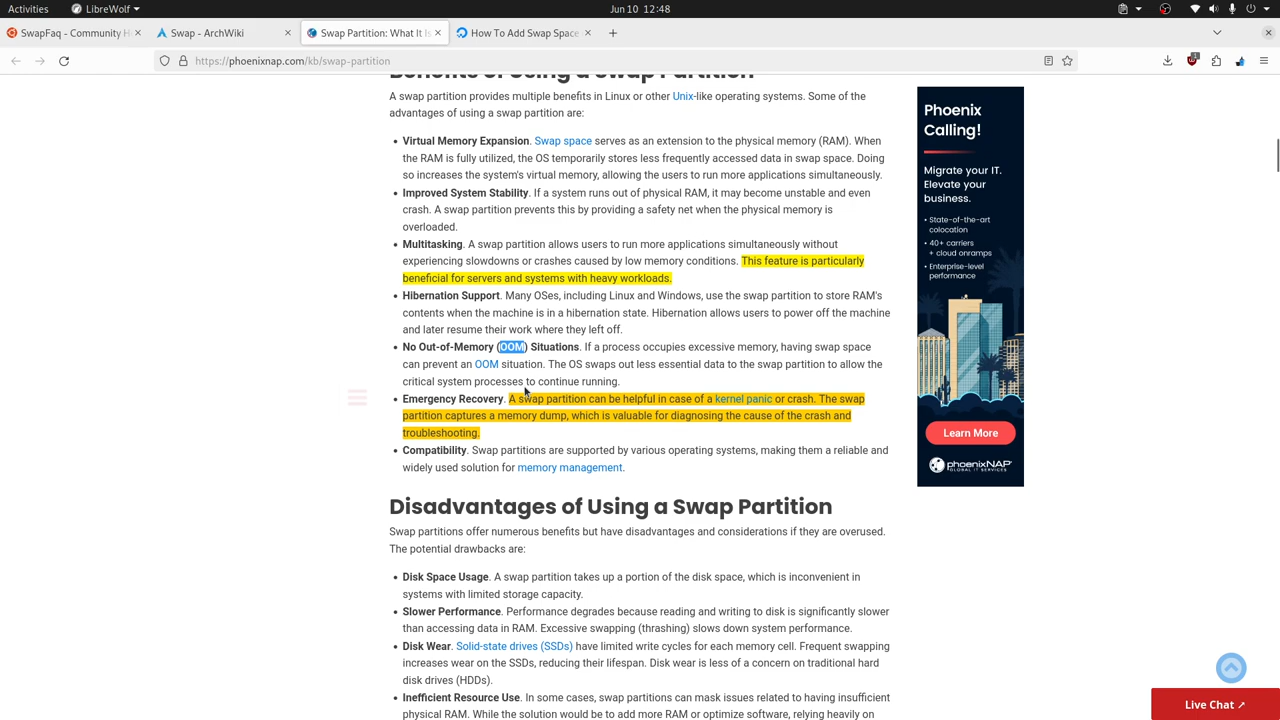 Activities LibreWolf Jun 10 12:48
SwapFaq - Community H Swap - ArchWiki Swap Partition: What It Is How To Add Swap Space
https://phoenixnap.com/kb/swap-partition
Benefits of Using a Swap Partition
A swap partition provides multiple benefits in Linux or other Unix-like operating systems. Some of the
advantages of using a swap partition are:
• Virtual Memory Expansion. Swap space serves as an extension to the physical memory (RAM). When
the RAM is fully utilized, the OS temporarily stores less frequently accessed data in swap space. Doing
so increases the system's virtual memory, allowing the users to run more applications simultaneously.
• Improved System Stability. If a system runs out of physical RAM, it may become unstable and even
crash. A swap partition prevents this by providing a safety net when the physical memory is
overloaded.
• Multitasking. A swap partition allows users to run more applications simultaneously without
experiencing slowdowns or crashes caused by low memory conditions. This feature is particularly
beneficial for servers and systems with heavy workloads.
• Hibernation Support. Many OSes, including Linux and Windows, use the swap partition to store RAM's
contents when the machine is in a hibernation state. Hibernation allows users to power off the machine
and later resume their work where they left off.
• No Out-of-Memory (OOM) Situations. If a process occupies excessive memory, having swap space
can prevent an OOM situation. The OS swaps out less essential data to the swap partition to allow the
critical system processes to continue running.
• Emergency Recovery. A swap partition can be helpful in case of a kernel panic or crash. The swap
partition captures a memory dump, which is valuable for diagnosing the cause of the crash and
troubleshooting.
• Compatibility. Swap partitions are supported by various operating systems, making them a reliable and
widely used solution for memory management.
Disadvantages of Using a Swap Partition
Swap partitions offer numerous benefits but have disadvantages and considerations if they are overused.
The potential drawbacks are:
• Disk Space Usage. A swap partition takes up a portion of the disk space, which is inconvenient in
systems with limited storage capacity.
• Slower Performance. Performance degrades because reading and writing to disk is significantly slower
than accessing data in RAM. Excessive swapping (thrashing) slows down system performance.
• Disk Wear. Solid-state drives (SSDs) have limited write cycles for each memory cell. Frequent swapping
increases wear on the SSDs, reducing their lifespan. Disk wear is less of a concern on traditional hard
disk drives (HDDs).
• Inefficient Resource Use. In some cases, swap partitions can mask issues related to having insufficient
physical RAM. While the solution would be to add more RAM or optimize software, relying heavily on
Phoenix
Calling!
Migrate your IT.
Elevate your
business.
• State-of-the-art
colocation
• 40+ carriers
+ cloud onramps
• Enterprise-level
performance
Learn More
phoenixNAP
GLOBAL IT SERVICES
Live Chat ↗